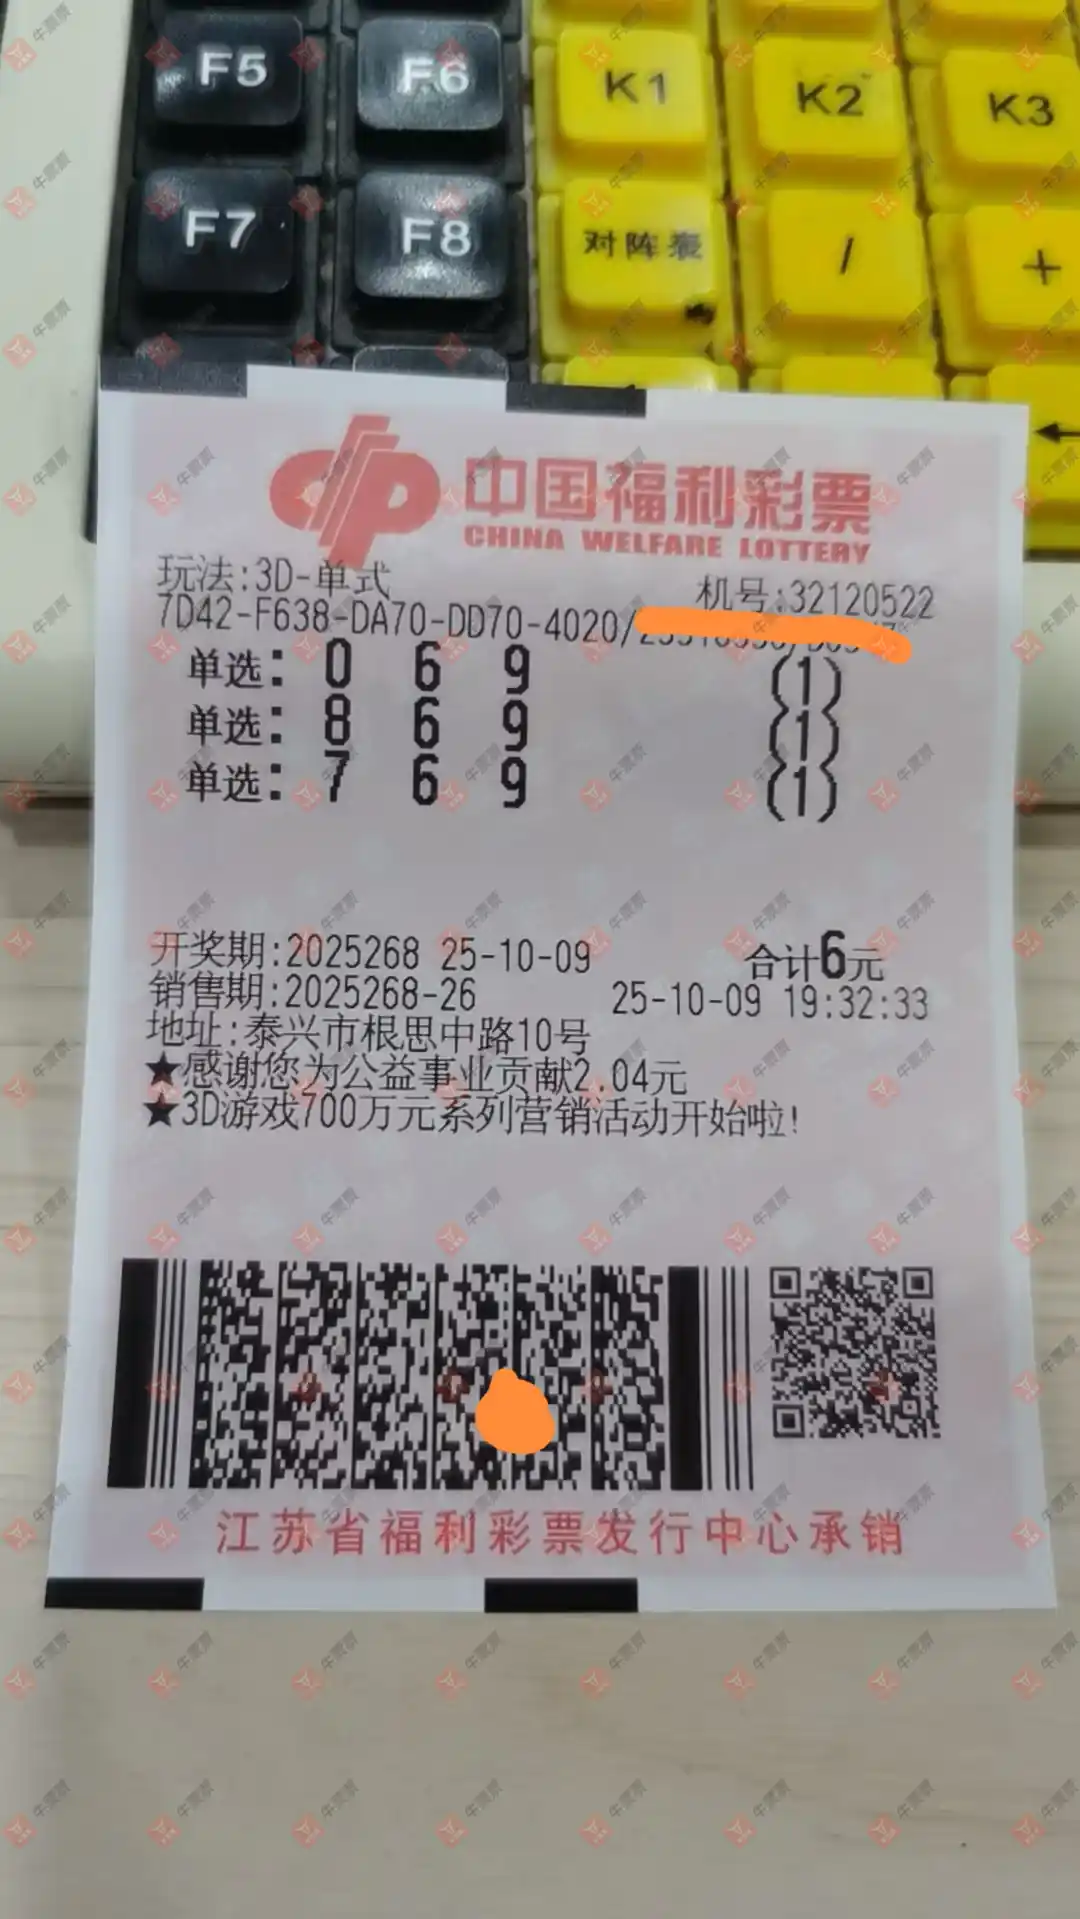 F5 F6 K1 K2 K3
F7 F8 对阵表 / +
←
中国福利彩票
CHINA WELFARE LOTTERY
玩法:3D-单式
机号:32120522
7D42-F638-DA70-DD70-4020/
单选: 0 6 9 (1)
单选: 8 6 9 (1)
单选: 7 6 9 (1)
开奖期:2025268 25-10-09 合计6元
销售期:2025268-26 25-10-09 19:32:33
地址:泰兴市根思中路10号
★感谢您为公益事业贡献2.04元
★3D游戏700万元系列营销活动开始啦!
江苏省福利彩票发行中心承销
牛票票